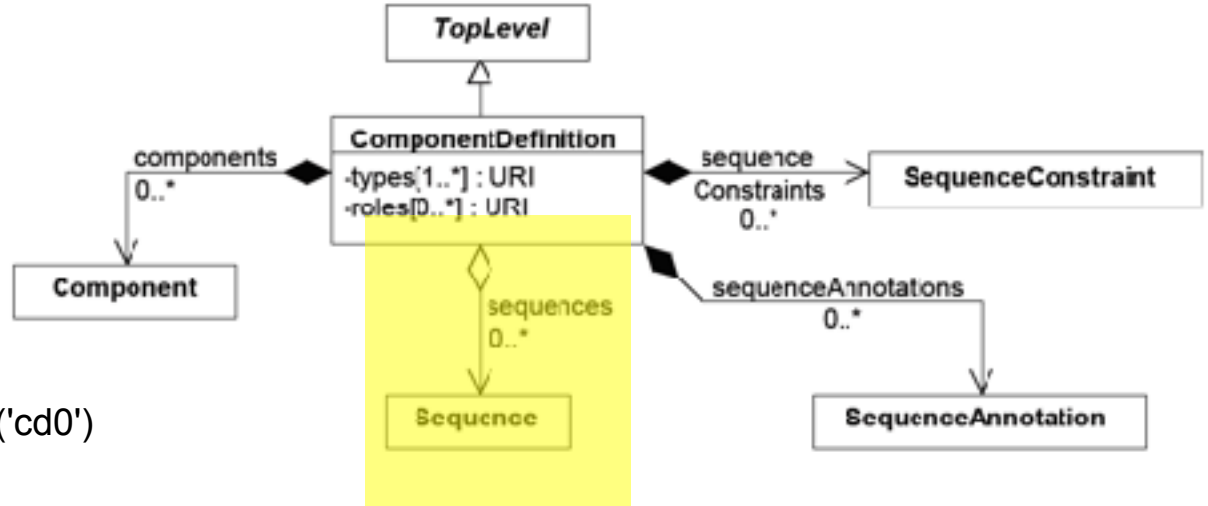 TopLevel
ComponentDefinition
-types[1..*] : URI
-roles[0..*] : URI
components
0..*
sequence
Constraints
0..*
SequenceConstraint
Component
sequences
0..*
sequenceAnnotations
0..*
('cd0')
Sequence
SequenceAnnotation